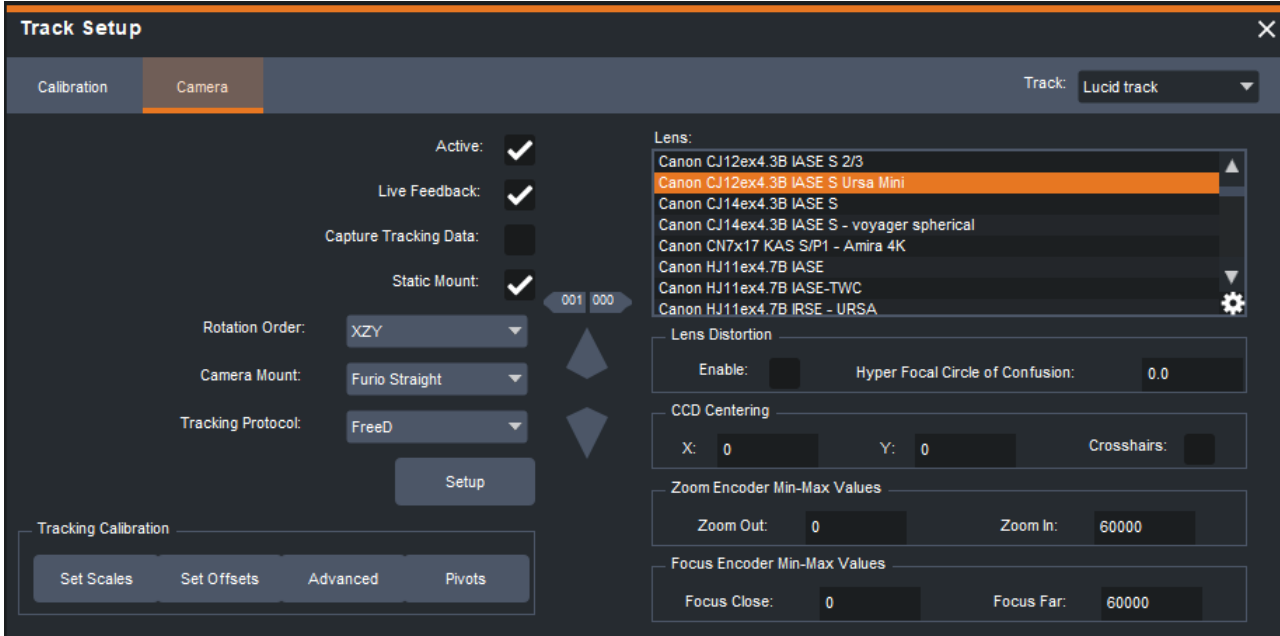 Track Setup
Calibration
Camera
Track:
Lucid track
Active:
Live Feedback:
Capture Tracking Data:
Static Mount:
Rotation Order:
XZY
Camera Mount:
Furio Straight
Tracking Protocol:
FreeD
Setup
001 000
Tracking Calibration
Set Scales
Set Offsets
Advanced
Pivots
Lens:
Canon CJ12ex4.3B IASE S 2/3
Canon CJ12ex4.3B IASE S Ursa Mini
Canon CJ14ex4.3B IASE S
Canon CJ14ex4.3B IASE S - voyager spherical
Canon CN7x17 KAS S/P1 - Amira 4K
Canon HJ11ex4.7B IASE
Canon HJ11ex4.7B IASE-TWC
Canon HJ11ex4.7B IRSE - URSA
Lens Distortion
Enable:
Hyper Focal Circle of Confusion:
0.0
CCD Centering
X: 0
Y: 0
Crosshairs:
Zoom Encoder Min-Max Values
Zoom Out: 0
Zoom In: 60000
Focus Encoder Min-Max Values
Focus Close: 0
Focus Far: 60000